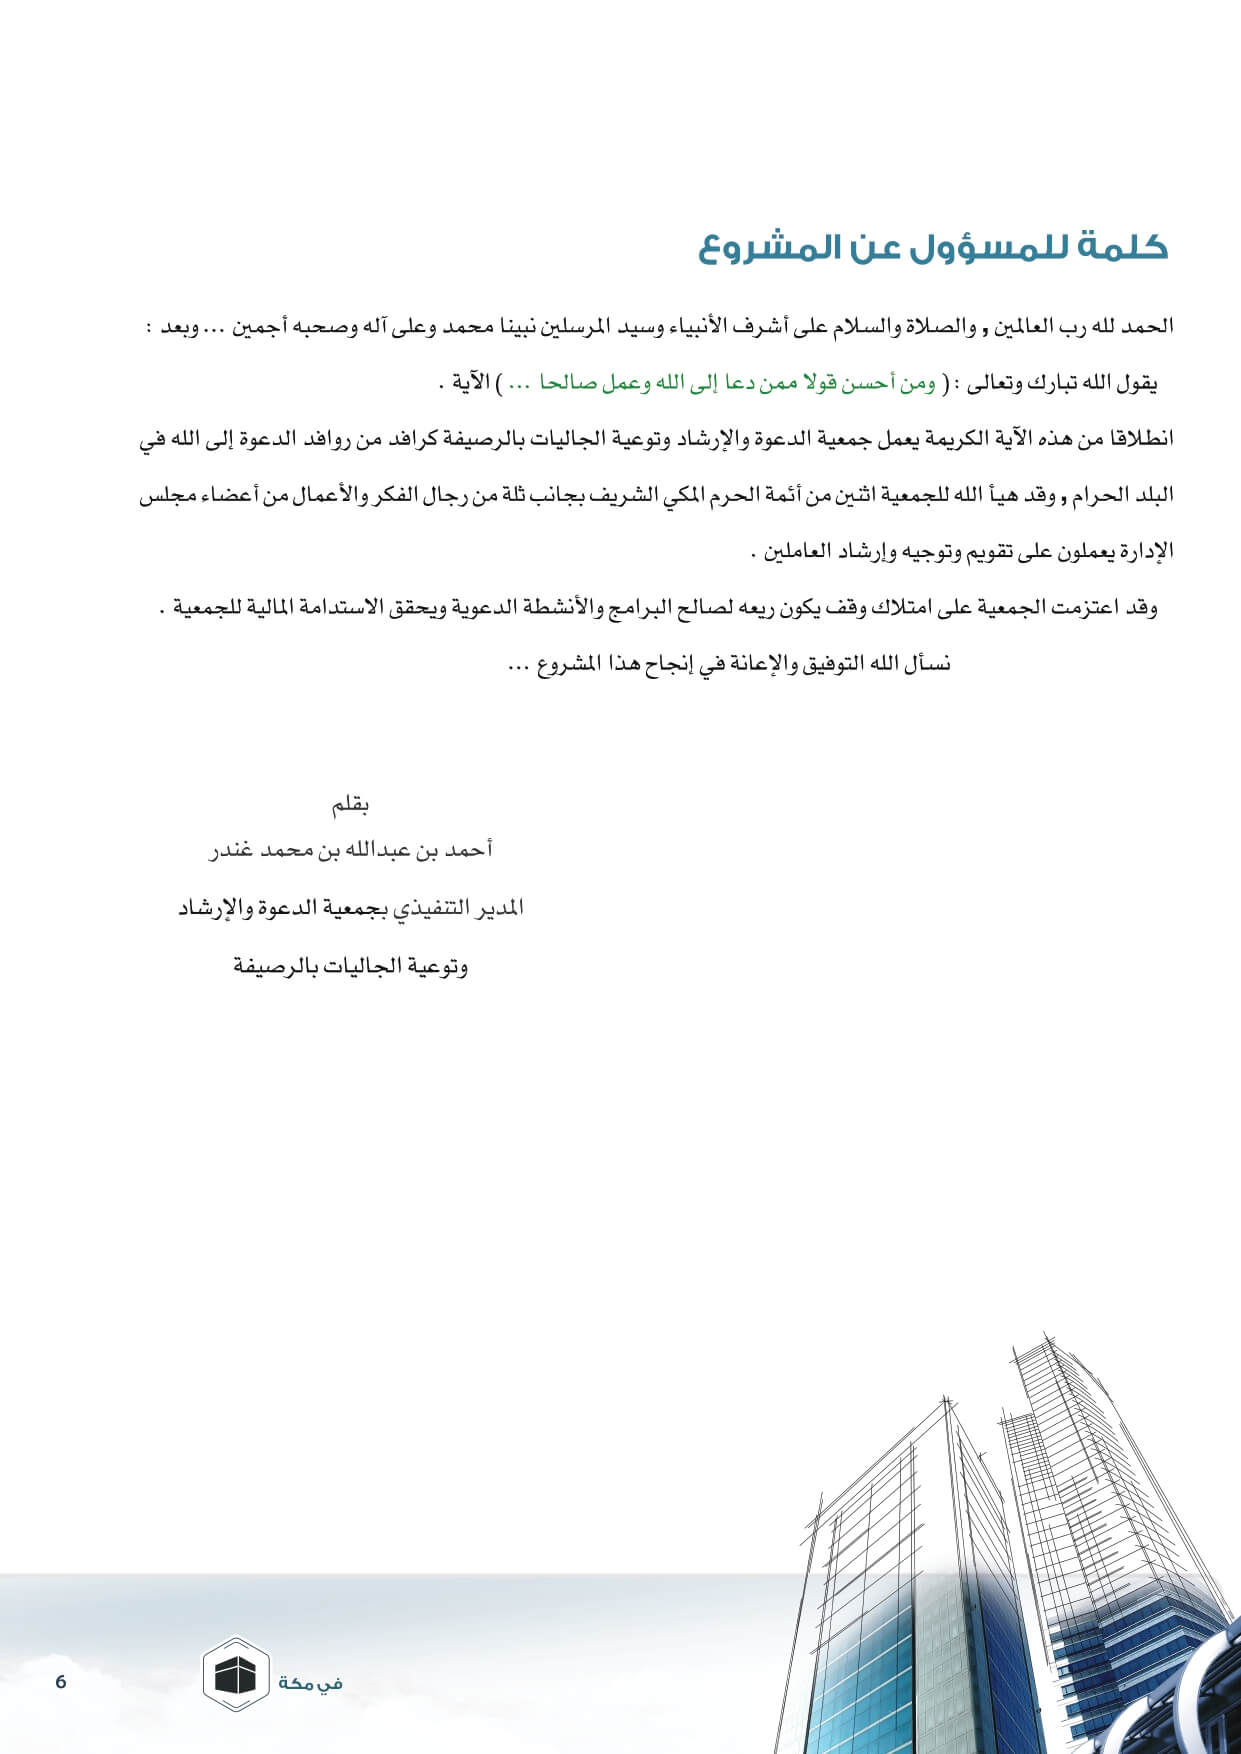 كلمة للمسؤول عن المشروع
الحمد لله رب العالمين , والصلاة والسلام على أشرف الأنبياء وسيد المرسلين نبينا محمد وعلى آله وصحبه أجمين ... وبعد :
يقول الله تبارك وتعالى : ( ومن أحسن قولا ممن دعا إلى الله وعمل صالحا ... ) الآية .
انطلاقا من هذه الآية الكريمة يعمل جمعية الدعوة والإرشاد وتوعية الجاليات بالرصيفة كرافد من روافد الدعوة إلى الله في
البلد الحرام , وقد هيأ الله للجمعية اثنين من أئمة الحرم المكي الشريف بجانب ثلة من رجال الفكر والأعمال من أعضاء مجلس
الإدارة يعملون على تقويم وتوجيه وإرشاد العاملين .
وقد اعتزمت الجمعية على امتلاك وقف يكون ريعه لصالح البرامج والأنشطة الدعوية ويحقق الاستدامة المالية للجمعية .
نسأل الله التوفيق والإعانة في إنجاح هذا المشروع ...
بقلم
أحمد بن عبدالله بن محمد غندر
المدير التنفيذي بجمعية الدعوة والإرشاد
وتوعية الجاليات بالرصيفة
في مكة
6